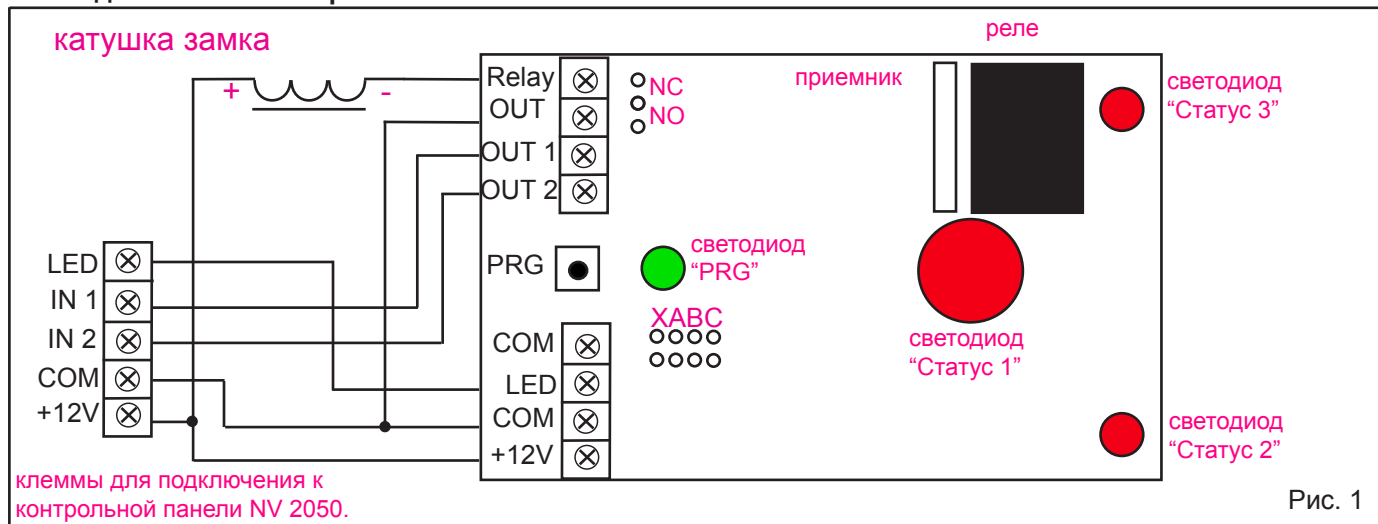 катушка замка
+ -
реле
приемник
светодиод
“Статус 3”
Relay
OUT
OUT 1
OUT 2
NC
NO
PRG
светодиод
“PRG”
XABC
COM
LED
COM
+12V
светодиод
“Статус 1”
светодиод
“Статус 2”
LED
IN 1
IN 2
COM
+12V
клеммы для подключения к
контрольной панели NV 2050.
Рис. 1